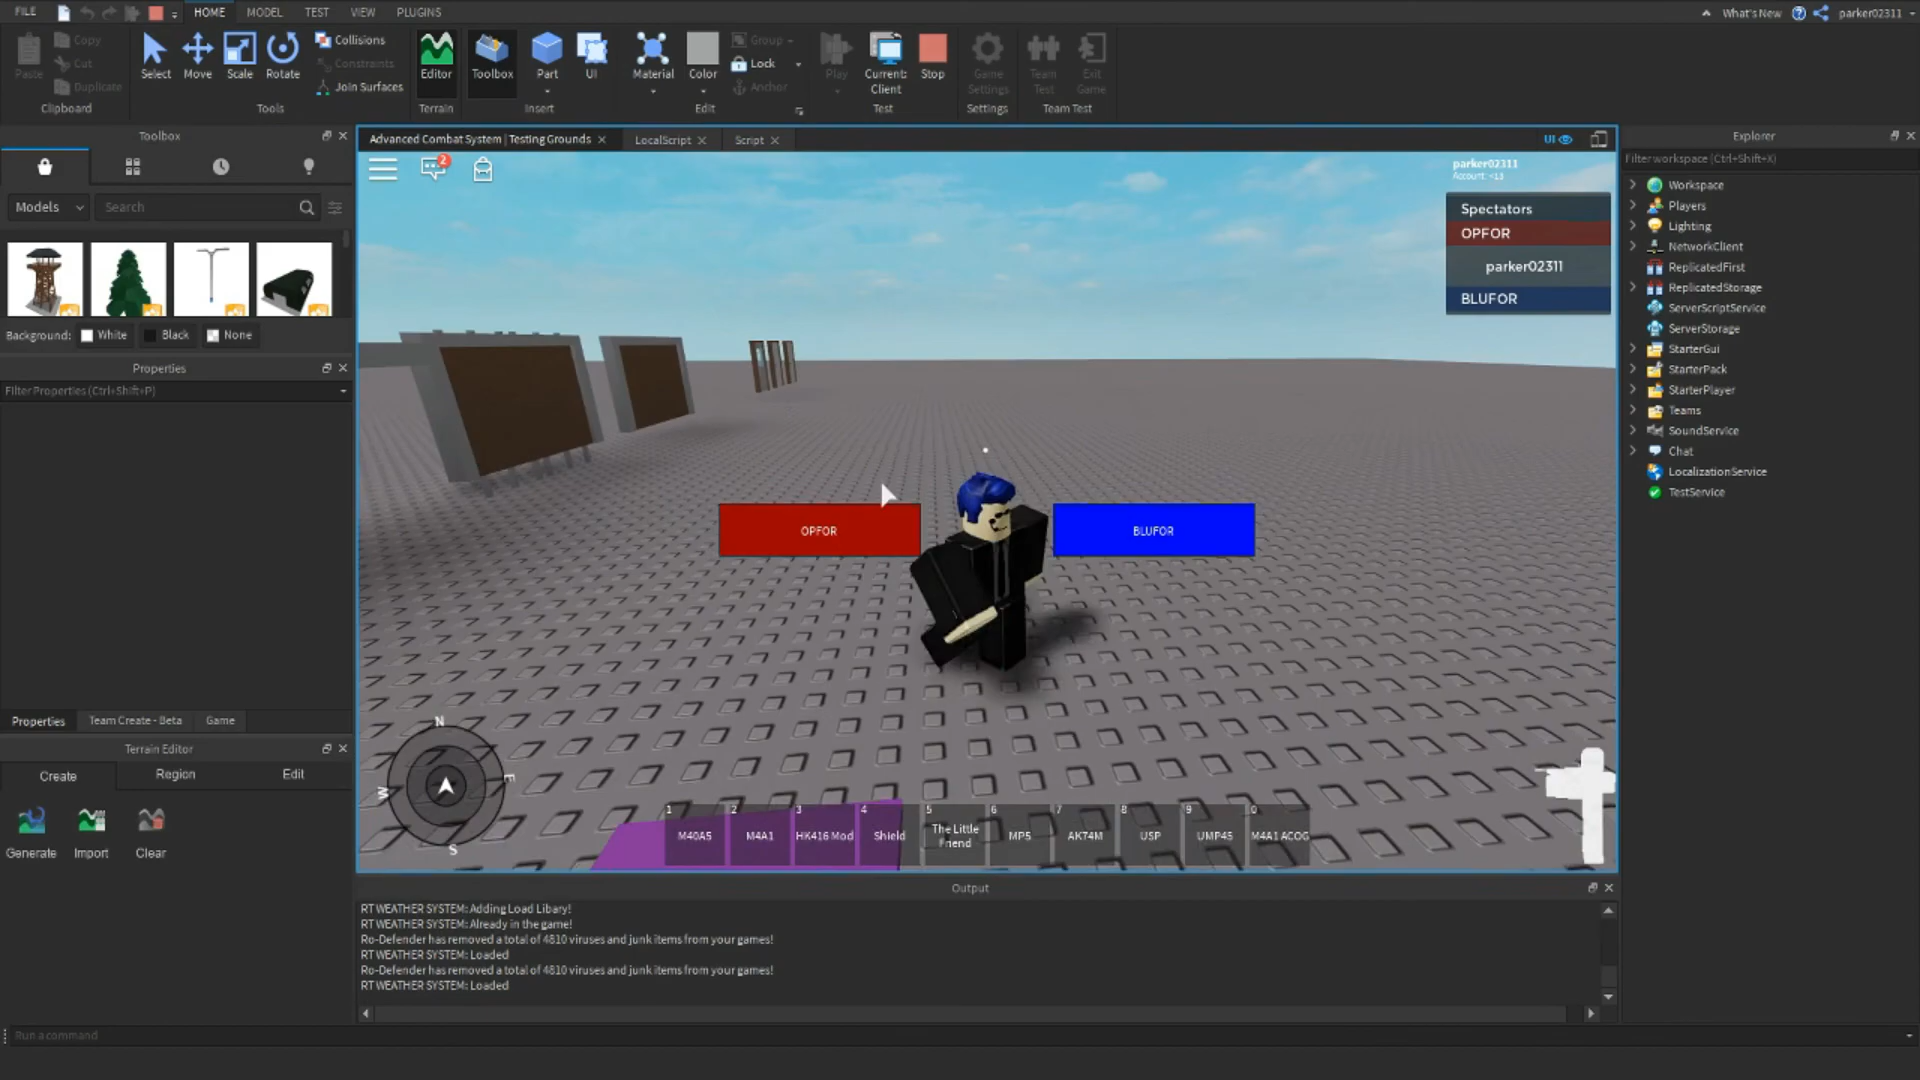 FILE HOME MODEL TEST VIEW PLUGINS What's New parker02311
Paste Copy Cut Duplicate Clipboard
Select Move Scale Rotate Collisions Constraints Join Surfaces Tools
Editor Terrain
Toolbox Part UI Insert
Material Color Group Lock Anchor Edit
Play Current: Client Stop Test
Game Settings Settings
Team Test Exit Game Team Test
Toolbox
Models Search
Background: White Black None
Properties
Filter Properties (Ctrl+Shift+P)
Properties Team Create - Beta Game
Terrain Editor
Create Region Edit
Generate Import Clear
Advanced Combat System | Testing Grounds LocalScript Script UI
2
parker02311
Account: <13
Spectators
OPFOR
parker02311
BLUFOR
OPFOR BLUFOR
N
W E
S
1 2 3 4 5 6 7 8 9 0
M40A5 M4A1 HK416 Mod Shield The Little Friend MP5 AK74M USP UMP45 M4A1 ACOG
Output
RT WEATHER SYSTEM: Adding Load Libary!
RT WEATHER SYSTEM: Already in the game!
Ro-Defender has removed a total of 4810 viruses and junk items from your games!
RT WEATHER SYSTEM: Loaded
Ro-Defender has removed a total of 4810 viruses and junk items from your games!
RT WEATHER SYSTEM: Loaded
Explorer
Filter workspace (Ctrl+Shift+X)
Workspace
Players
Lighting
NetworkClient
ReplicatedFirst
ReplicatedStorage
ServerScriptService
ServerStorage
StarterGui
StarterPack
StarterPlayer
Teams
SoundService
Chat
LocalizationService
TestService
Run a command